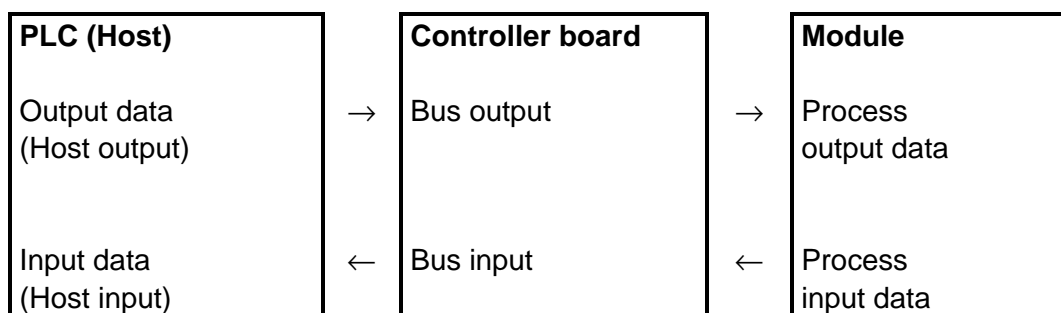 PLC (Host) Controller board Module
Output data → Bus output → Process
(Host output) output data
Input data ← Bus input ← Process
(Host input) input data